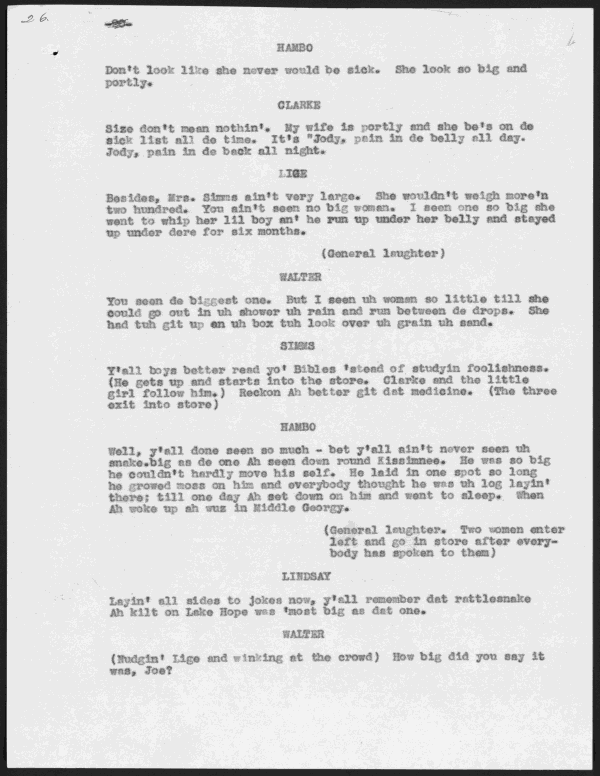 26.
HAMBO
Don't look like she never would be sick. She look so big and
portly.
CLARKE
Size don't mean nothin'. My wife is portly and she be's on de
sick list all de time. It's "Jody, pain in de belly all day.
Jody, pain in de back all night.
LIGE
Besides, Mrs. Simms ain't very large. She wouldn't weigh more'n
two hundred. You ain't seen no big woman. I seen one so big she
went to whip her lil boy an' he run up under her belly and stayed
up under dere for six months.
(General laughter)
WALTER
You seen de biggest one. But I seen uh woman so little till she
could go out in uh shower uh rain and run between de drops. She
had tuh git up on uh box tuh look over uh grain uh sand.
SIMMS
Y'all boys better read yo' Bibles 'stead of studyin foolishness.
(He gets up and starts into the store. Clarke and the little
girl follow him.) Reckon Ah better git dat medicine. (The three
exit into store)
HAMBO
Well, y'all done seen so much - bet y'all ain't never seen uh
snake.big as de one Ah seen down round Kissimmee. He was so big
he couldn't hardly move his self. He laid in one spot so long
he growed moss on him and everybody thought he was uh log layin'
there; till one day Ah set down on him and went to sleep. When
Ah woke up ah wuz in Middle Georgy.
(General laughter. Two women enter
left and go in store after every-
body has spoken to them)
LINDSAY
Layin' all sides to jokes now, y'all remember dat rattlesnake
Ah kilt on Lake Hope was 'most big as dat one.
WALTER
(Nudgin' Lige and winking at the crowd) How big did you say it
was, Joe?